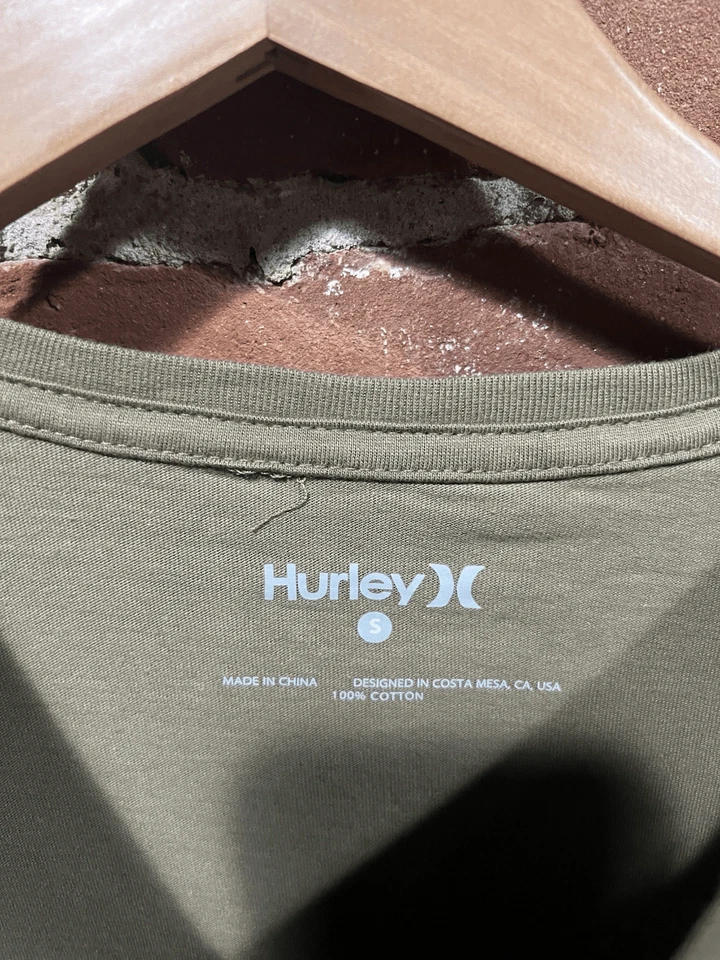 Hurley
S
MADE IN CHINA DESIGNED IN COSTA MESA, CA, USA
100% COTTON